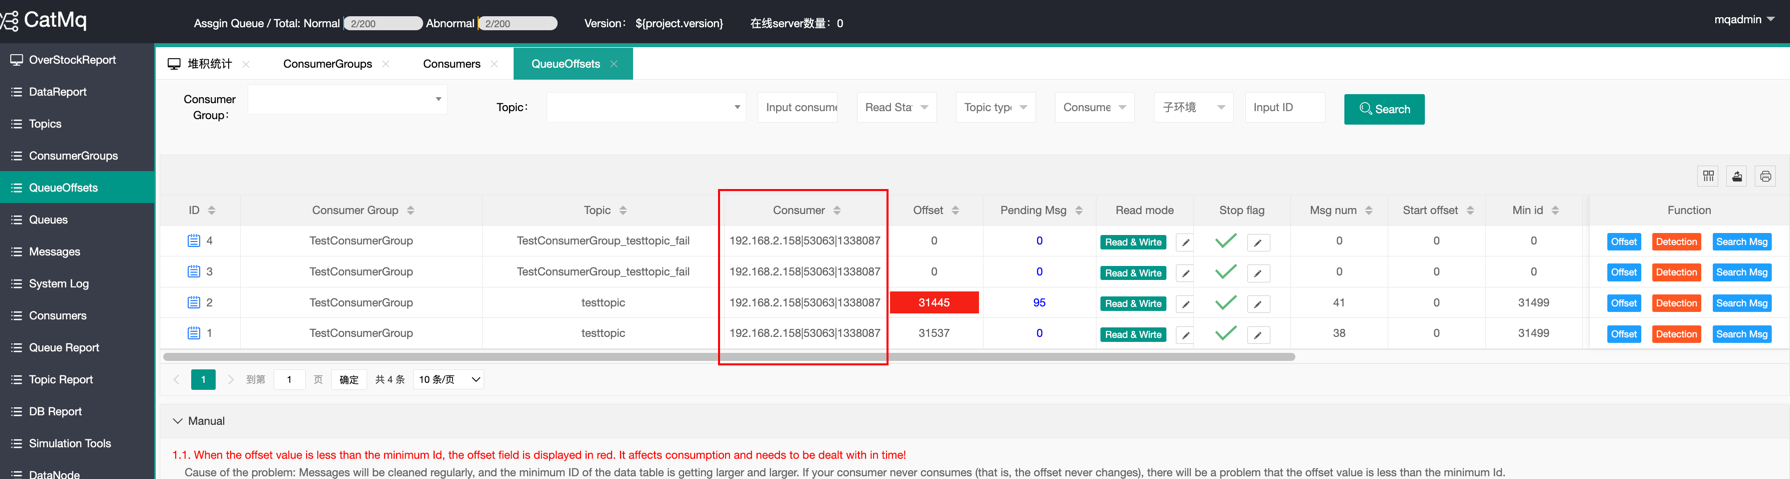 CatMq
Assgin Queue / Total: Normal 2/200 Abnormal 2/200 Version： ${project.version} 在线server数量：0
mqadmin
OverStockReport
DataReport
Topics
ConsumerGroups
QueueOffsets
Queues
Messages
System Log
Consumers
Queue Report
Topic Report
DB Report
Simulation Tools
DataNode
堆积统计 ConsumerGroups Consumers QueueOffsets
Consumer Group： Topic： Input consume Read Sta Topic typ Consume 子环境 Input ID Search
ID Consumer Group Topic Consumer Offset Pending Msg Read mode Stop flag Msg num Start offset Min id Function
4 TestConsumerGroup TestConsumerGroup_testtopic_fail 192.168.2.158|53063|1338087 0 0 Read & Wirte 0 0 0 Offset Detection Search Msg
3 TestConsumerGroup TestConsumerGroup_testtopic_fail 192.168.2.158|53063|1338087 0 0 Read & Wirte 0 0 0 Offset Detection Search Msg
2 TestConsumerGroup testtopic 192.168.2.158|53063|1338087 31445 95 Read & Wirte 41 0 31499 Offset Detection Search Msg
1 TestConsumerGroup testtopic 192.168.2.158|53063|1338087 31537 0 Read & Wirte 38 0 31499 Offset Detection Search Msg
1 到第 1 页 确定 共 4 条 10 条/页
Manual
1.1. When the offset value is less than the minimum Id, the offset field is displayed in red. It affects consumption and needs to be dealt with in time!
Cause of the problem: Messages will be cleaned regularly, and the minimum ID of the data table is getting larger and larger. If your consumer never consumes (that is, the offset never changes), there will be a problem that the offset value is less than the minimum Id.